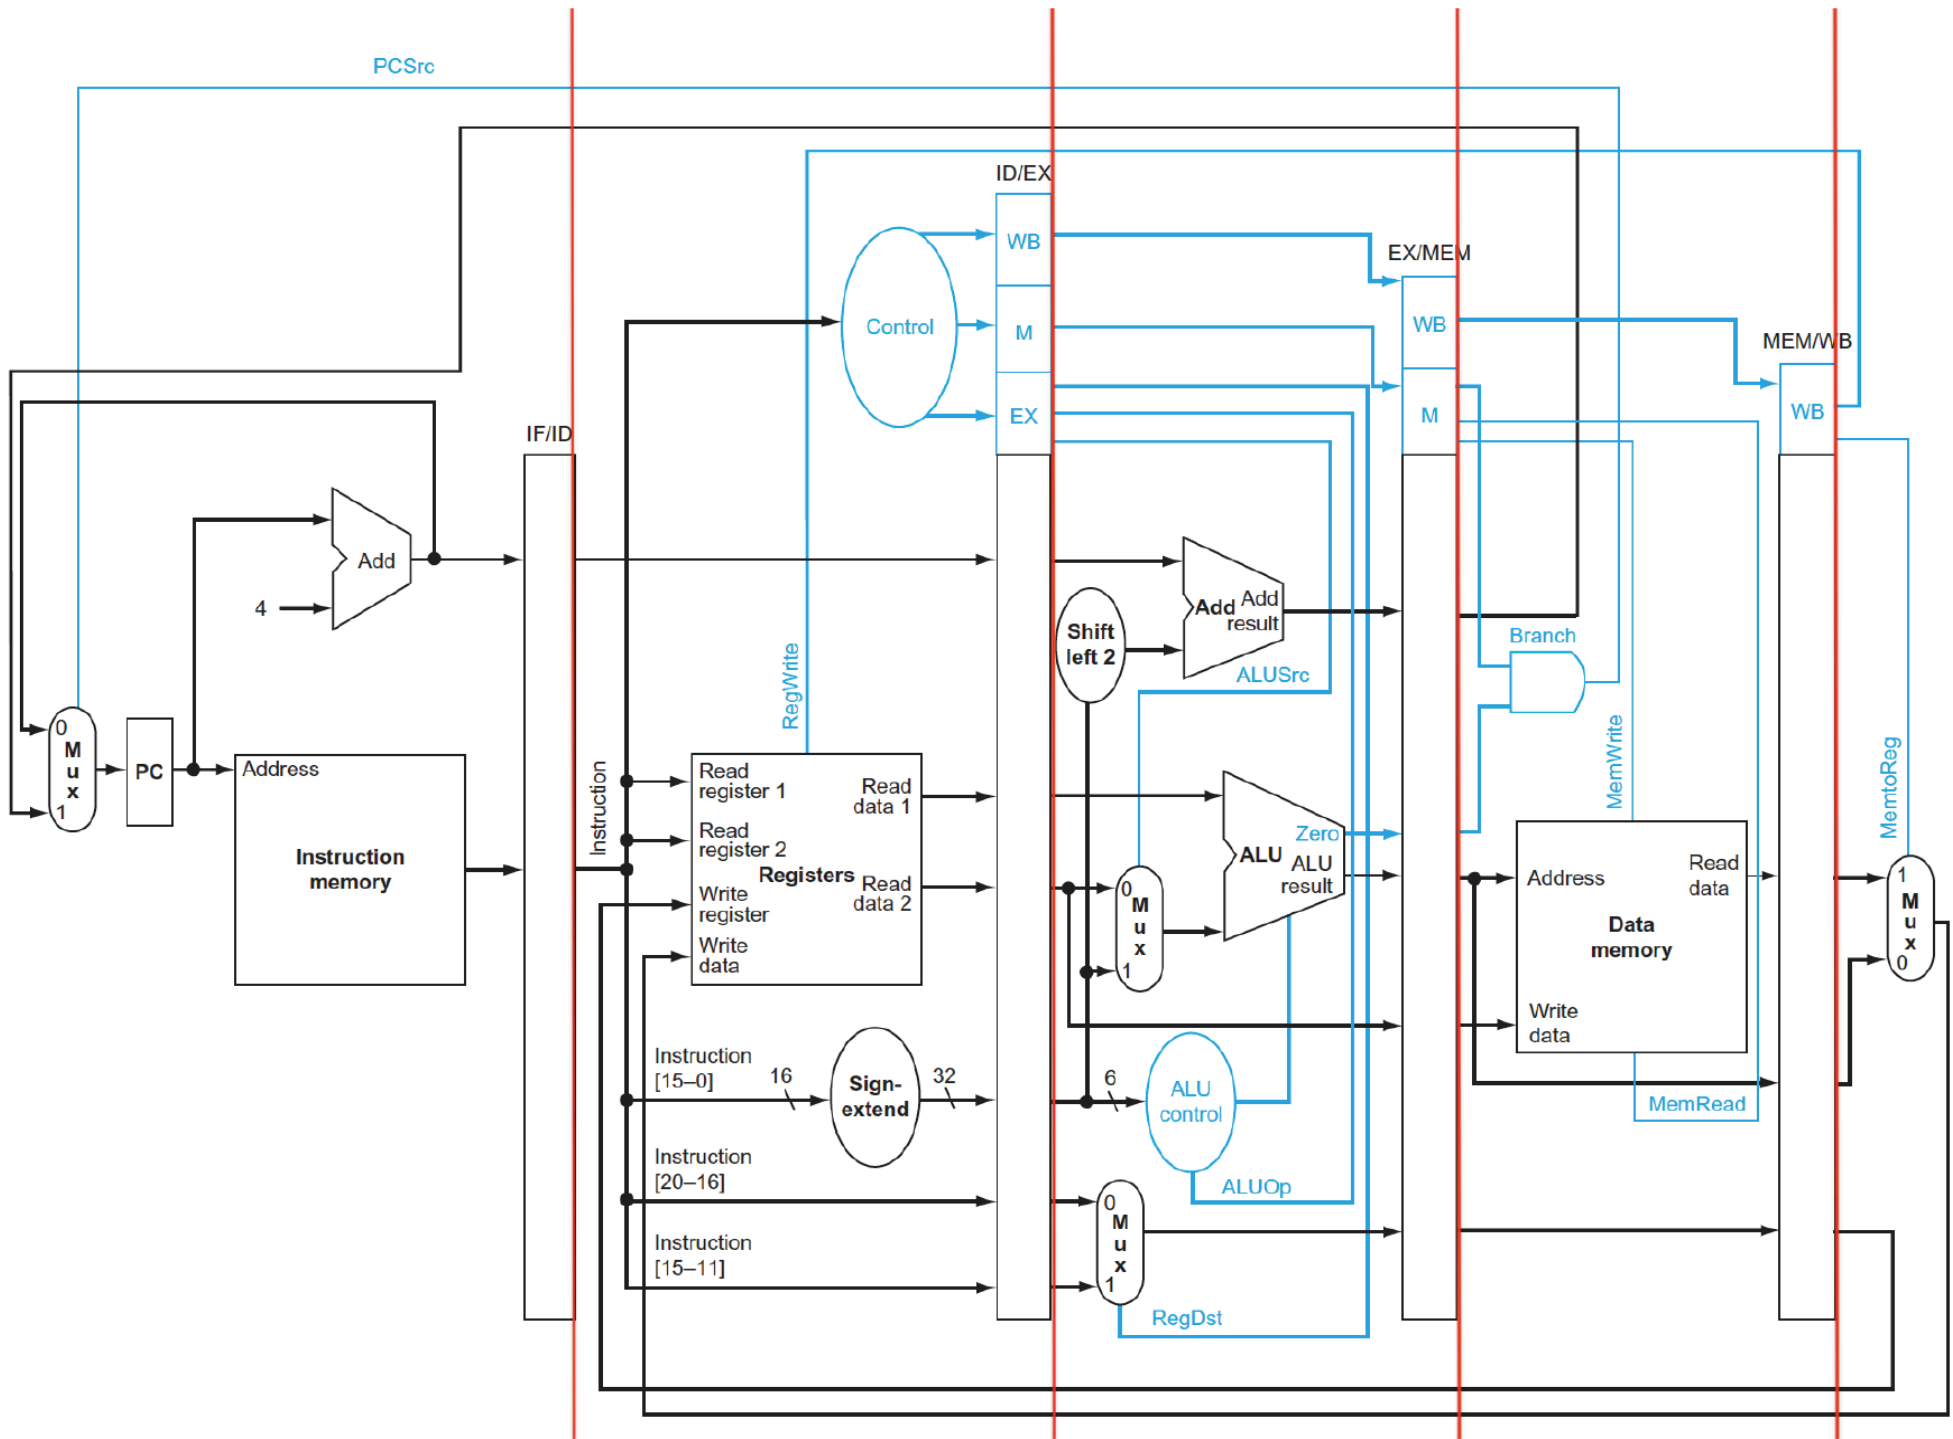 PCSrc
ID/EX
WB
EX/MEM
Control
M
WB
MEM/WB
EX
M
WB
IF/ID
Add
4
Add
Add
result
Shift
left 2
Branch
ALUSrc
RegWrite
MemWrite
MemtoReg
0
M
u
x
1
PC
Address
Instruction
memory
Instruction
Read
register 1
Read
data 1
Read
register 2
Registers
Read
data 2
Write
register
Write
data
Zero
ALU
ALU
result
0
M
u
x
1
Address
Read
data
Data
memory
Write
data
1
M
u
x
0
Instruction
[15–0]
16
Sign-
extend
32
6
ALU
control
MemRead
Instruction
[20–16]
ALUOp
0
M
u
x
1
Instruction
[15–11]
RegDst